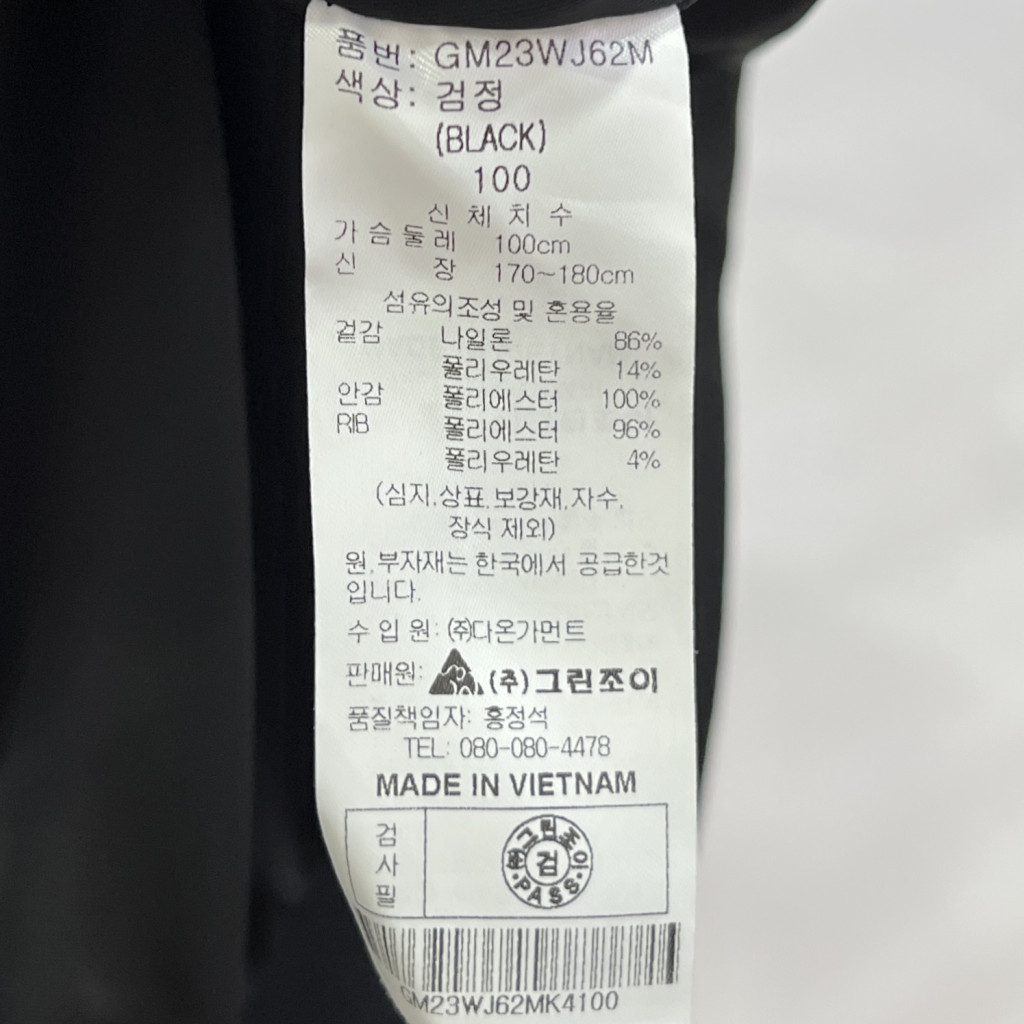 품번: GM23WJ62M
색상: 검정
(BLACK)
100
신 체 치 수
가 슴 둘 레 100cm
신 장 170~180cm
섬유의조성 및 혼용율
겉감 나일론 86%
폴리우레탄 14%
안감 폴리에스터 100%
RIB 폴리에스터 96%
폴리우레탄 4%
(심지.상표.보강재.자수.
장식 제외)
원.부자재는 한국에서 공급한것
입니다.
수 입 원: (주)다온가먼트
판매원: (주)그린조이
품질책임자: 홍정석
TEL: 080-080-4478
MADE IN VIETNAM
검
사
필
(주)그린조이
검
PASS
GM23WJ62MK4100